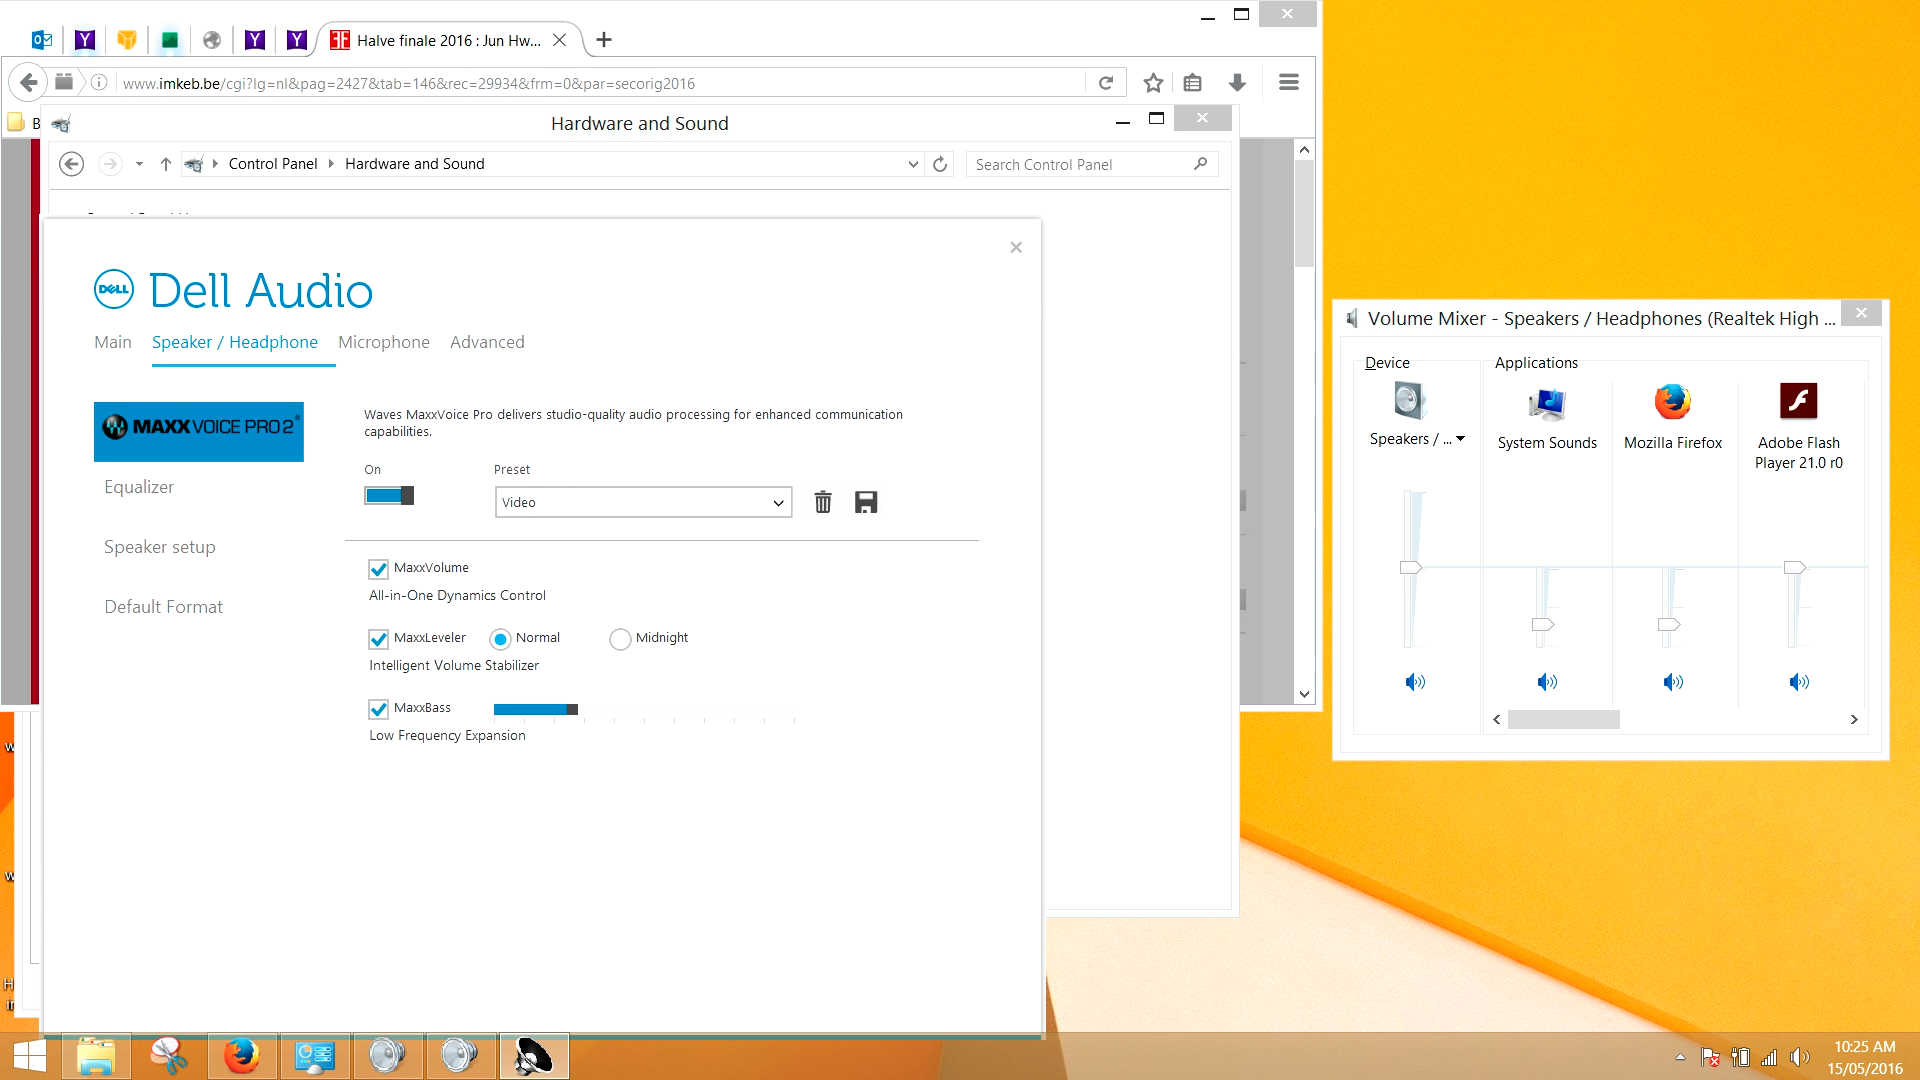 Halve finale 2016 : Jun Hw...
www.imkeb.be/cgi?lg=nl&pag=2427&tab=146&rec=29934&frm=0&par=secorig2016
B
Hardware and Sound
Control Panel
Hardware and Sound
Search Control Panel
DELL
Dell Audio
Main
Speaker / Headphone
Microphone
Advanced
MAXXVOICE PRO2
Equalizer
Speaker setup
Default Format
Waves MaxxVoice Pro delivers studio-quality audio processing for enhanced communication
capabilities.
On
Preset
Video
MaxxVolume
All-in-One Dynamics Control
MaxxLeveler
Normal
Midnight
Intelligent Volume Stabilizer
MaxxBass
Low Frequency Expansion
Volume Mixer - Speakers / Headphones (Realtek High ...
Device
Applications
Speakers / ...
System Sounds
Mozilla Firefox
Adobe Flash
Player 21.0 r0
10:25 AM
15/05/2016